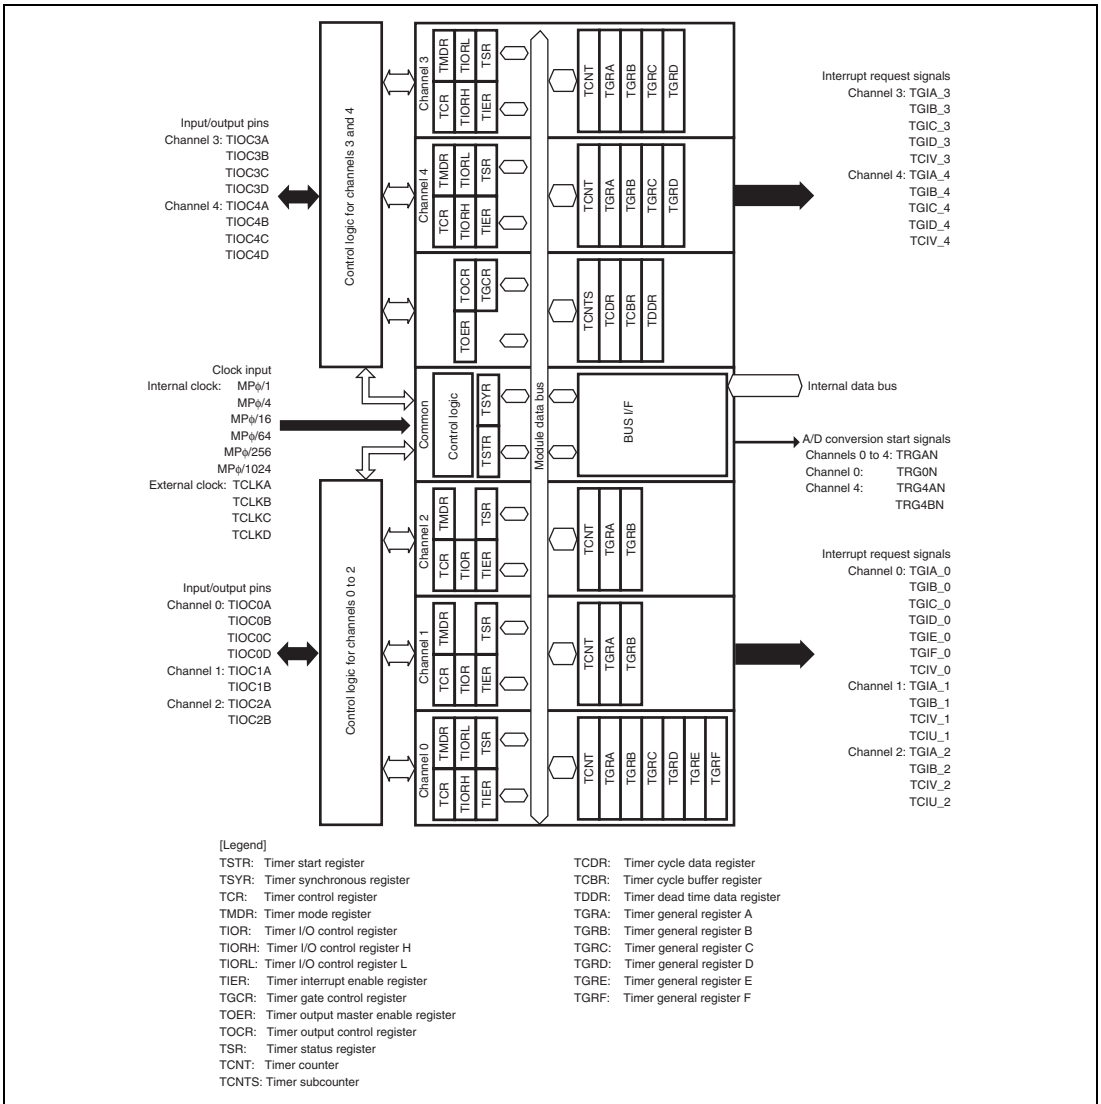 Input/output pins
Channel 3: TIOC3A
TIOC3B
TIOC3C
TIOC3D
Channel 4: TIOC4A
TIOC4B
TIOC4C
TIOC4D
Clock input
Internal clock: MPφ/1
MPφ/4
MPφ/16
MPφ/64
MPφ/256
MPφ/1024
External clock: TCLKA
TCLKB
TCLKC
TCLKD
Input/output pins
Channel 0: TIOC0A
TIOC0B
TIOC0C
TIOC0D
Channel 1: TIOC1A
TIOC1B
Channel 2: TIOC2A
TIOC2B
Control logic for channels 3 and 4
Control logic for channels 0 to 2
Channel 3
TCR
TMDR
TIORH
TIORL
TIER
TSR
TCNT
TGRA
TGRB
TGRC
TGRD
Channel 4
TCR
TMDR
TIORH
TIORL
TIER
TSR
TCNT
TGRA
TGRB
TGRC
TGRD
TOER
TOCR
TGCR
TCNTS
TCDR
TCBR
TDDR
Common
Control logic
TSTR
TSYR
Module data bus
BUS I/F
Channel 2
TCR
TMDR
TIOR
TIER
TSR
TCNT
TGRA
TGRB
Channel 1
TCR
TMDR
TIOR
TIER
TSR
TCNT
TGRA
TGRB
Channel 0
TCR
TMDR
TIORH
TIORL
TIER
TSR
TCNT
TGRA
TGRB
TGRC
TGRD
TGRE
TGRF
Interrupt request signals
Channel 3: TGIA_3
TGIB_3
TGIC_3
TGID_3
TCIV_3
Channel 4: TGIA_4
TGIB_4
TGIC_4
TGID_4
TCIV_4
Internal data bus
A/D conversion start signals
Channels 0 to 4: TRGAN
Channel 0: TRG0N
Channel 4: TRG4AN
TRG4BN
Interrupt request signals
Channel 0: TGIA_0
TGIB_0
TGIC_0
TGID_0
TGIE_0
TGIF_0
TCIV_0
Channel 1: TGIA_1
TGIB_1
TCIV_1
TCIU_1
Channel 2: TGIA_2
TGIB_2
TCIV_2
TCIU_2
[Legend]
TSTR: Timer start register
TSYR: Timer synchronous register
TCR: Timer control register
TMDR: Timer mode register
TIOR: Timer I/O control register
TIORH: Timer I/O control register H
TIORL: Timer I/O control register L
TIER: Timer interrupt enable register
TGCR: Timer gate control register
TOER: Timer output master enable register
TOCR: Timer output control register
TSR: Timer status register
TCNT: Timer counter
TCNTS: Timer subcounter
TCDR: Timer cycle data register
TCBR: Timer cycle buffer register
TDDR: Timer dead time data register
TGRA: Timer general register A
TGRB: Timer general register B
TGRC: Timer general register C
TGRD: Timer general register D
TGRE: Timer general register E
TGRF: Timer general register F